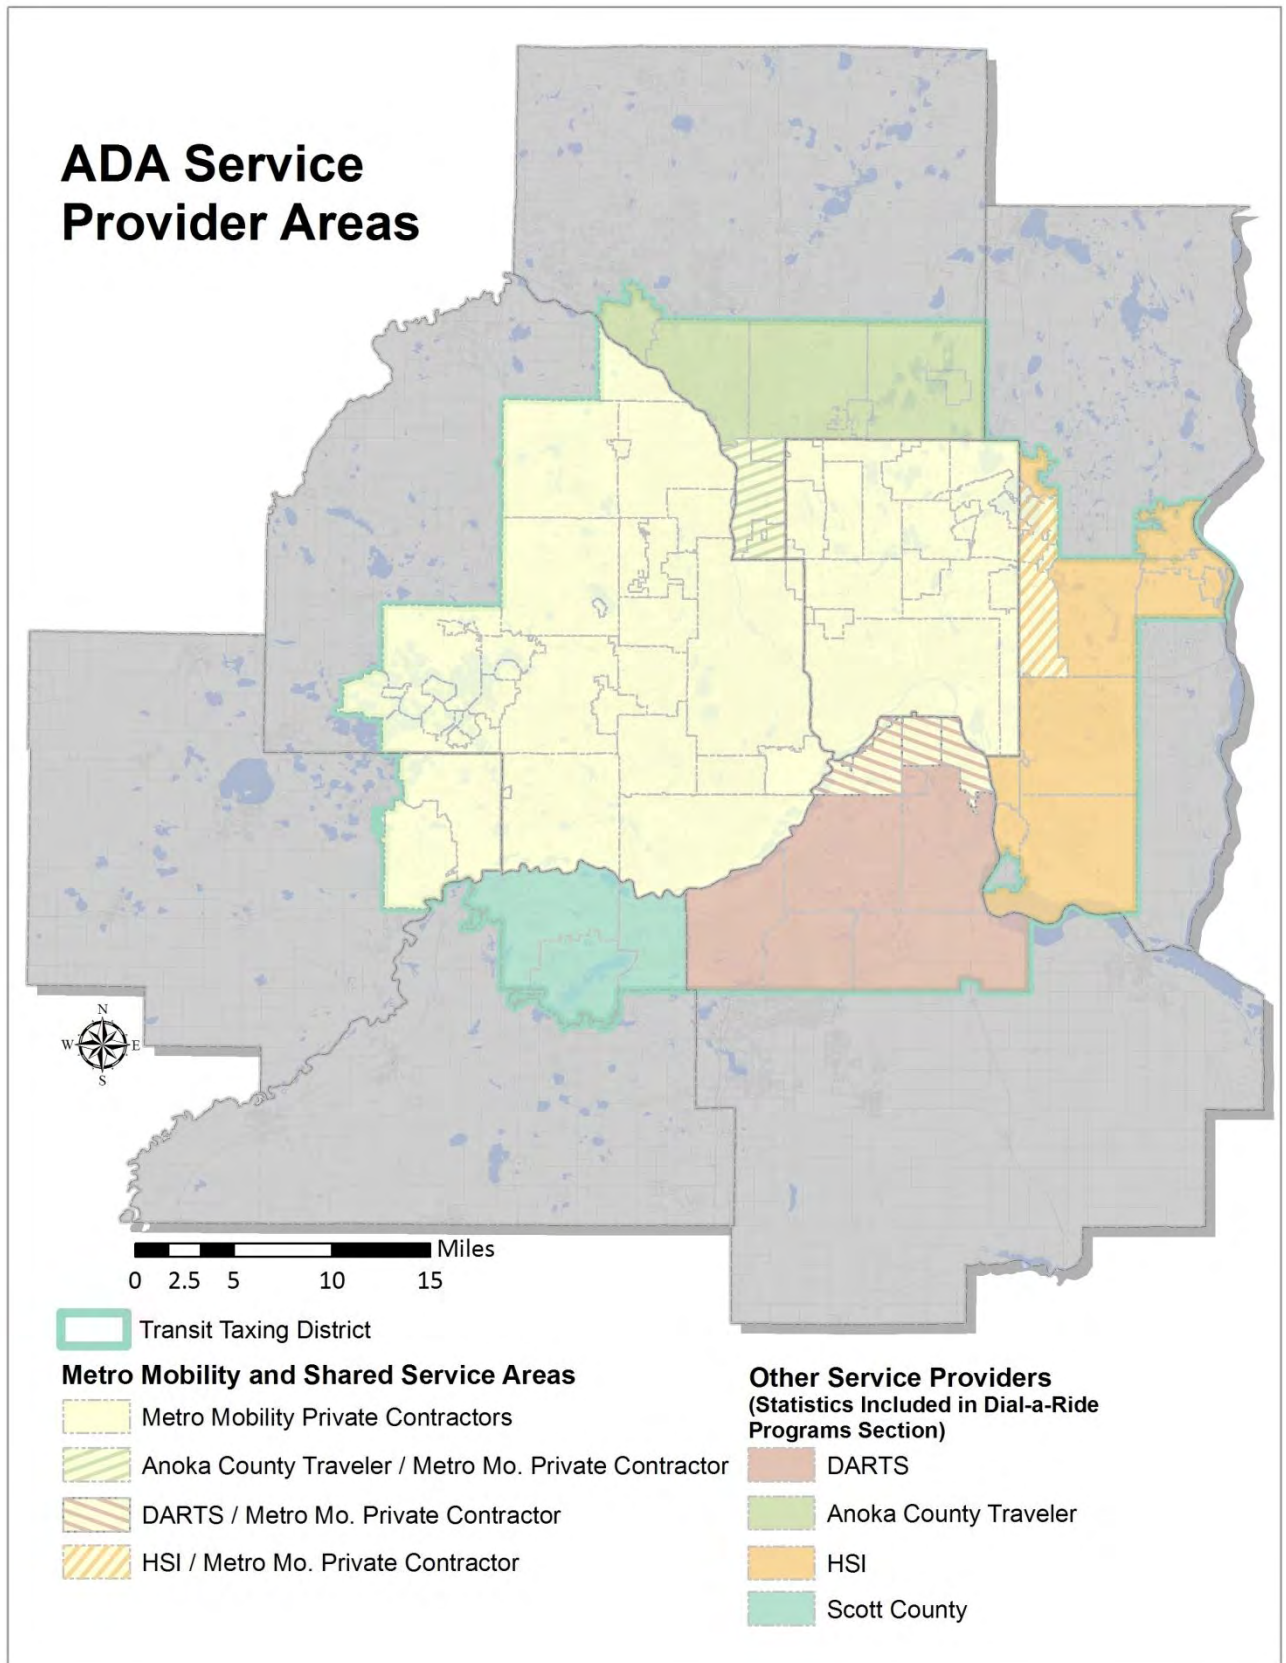 ADA Service
Provider Areas
N
W E
S
Miles
0 2.5 5 10 15
Transit Taxing District
Metro Mobility and Shared Service Areas
Metro Mobility Private Contractors
Anoka County Traveler / Metro Mo. Private Contractor
DARTS / Metro Mo. Private Contractor
HSI / Metro Mo. Private Contractor
Other Service Providers
(Statistics Included in Dial-a-Ride
Programs Section)
DARTS
Anoka County Traveler
HSI
Scott County